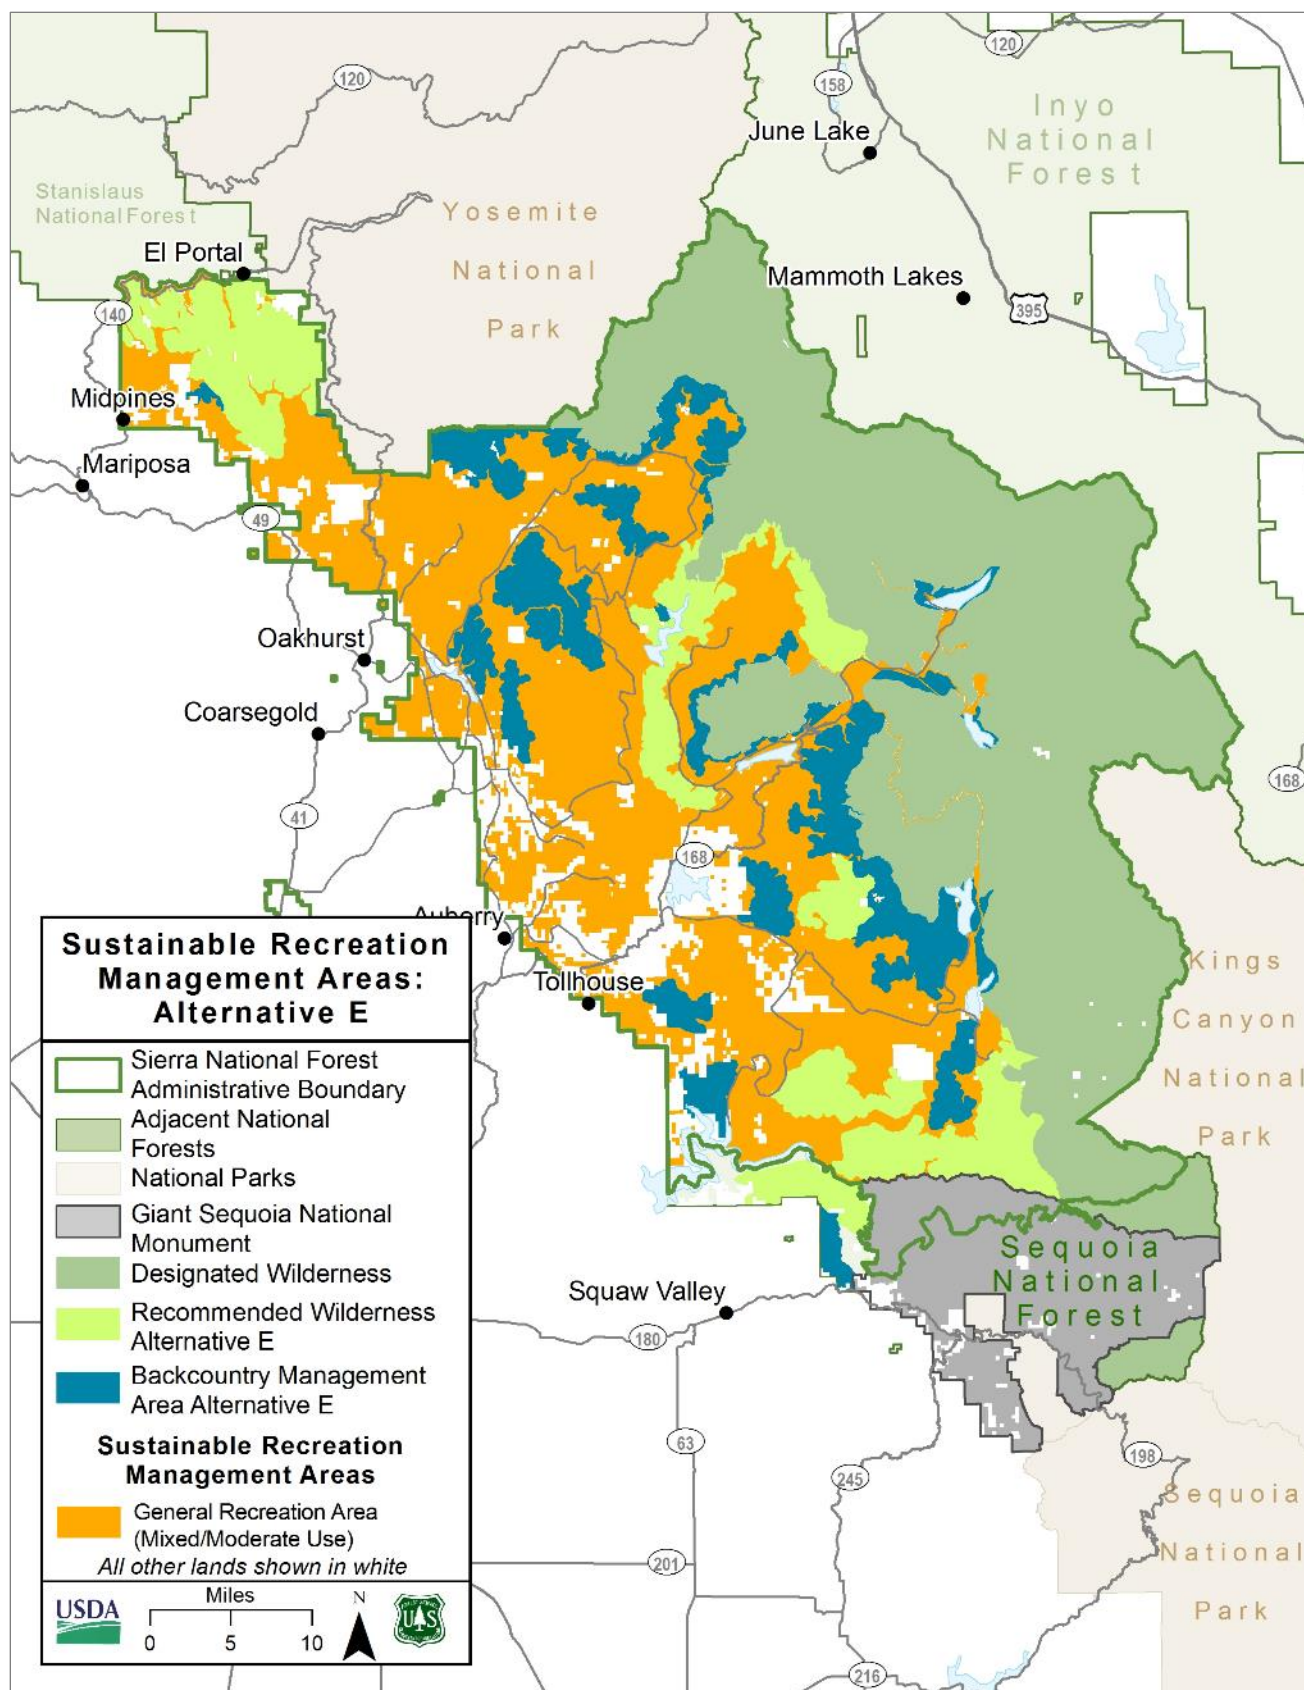 120
120
158
Inyo
National
Forest
June Lake
Stanislaus
National Forest
Yosemite
National
Park
El Portal
Mammoth Lakes
140
395
Midpines
Mariposa
49
Oakhurst
Coarsegold
168
41
168
Auberry
Tollhouse
Kings
Canyon
National
Park
Sequoia
National
Forest
Squaw Valley
180
63
245
198
Sequoia
National
Park
201
216
Sustainable Recreation
Management Areas:
Alternative E
Sierra National Forest
Administrative Boundary
Adjacent National
Forests
National Parks
Giant Sequoia National
Monument
Designated Wilderness
Recommended Wilderness
Alternative E
Backcountry Management
Area Alternative E
Sustainable Recreation
Management Areas
General Recreation Area
(Mixed/Moderate Use)
All other lands shown in white
USDA
Miles
0 5 10
N
U S